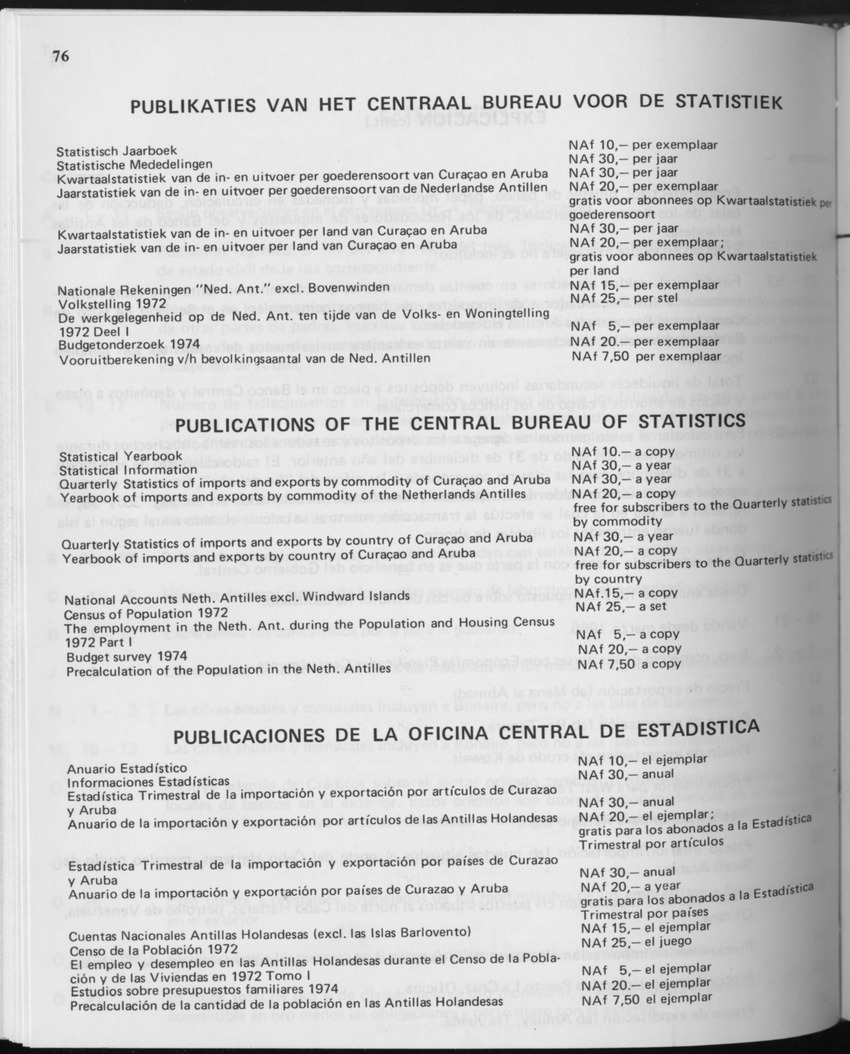 76
PUBLIKATIES VAN HET CENTRAAL BUREAU VOOR DE STATISTIEK
Statistisch Jaarboek NAf 10,— per exemplaar
Statistische Mededelingen NAf 30,— per jaar
Kwartaalstatistiek van de in- en uitvoer per goederensoort van Curaçao en Aruba NAf 30,— per jaar
Jaarstatistiek van de in- en uitvoer per goederensoort van de Nederlandse Antillen NAf 20,— per exemplaar
gratis voor abonnees op Kwartaalstatistiek per
goederensoort
Kwartaalstatistiek van de in- en uitvoer per land van Curaçao en Aruba NAf 30,— per jaar
Jaarstatistiek van de in- en uitvoer per land van Curaçao en Aruba NAf 20,— per exemplaar;
gratis voor abonnees op Kwartaalstatistiek
per land
Nationale Rekeningen "Ned. Ant." excl. Bovenwinden NAf 15,— per exemplaar
Volkstelling 1972 NAf 25,— per stel
De werkgelegenheid op de Ned. Ant. ten tijde van de Volks- en Woningtelling
1972 Deel I NAf 5,— per exemplaar
Budgetonderzoek 1974 NAf 20.— per exemplaar
Vooruitberekening v/h bevolkingsaantal van de Ned. Antillen NAf 7,50 per exemplaar
PUBLICATIONS OF THE CENTRAL BUREAU OF STATISTICS
Statistical Yearbook NAf 10.— a copy
Statistical Information NAf 30,— a year
Quarterly Statistics of imports and exports by commodity of Curaçao and Aruba NAf 30,— a year
Yearbook of imports and exports by commodity of the Netherlands Antilles NAf 20,— a copy
free for subscribers to the Quarterly statistics
by commodity
Quarterly Statistics of imports and exports by country of Curaçao and Aruba NAf 30,— a year
Yearbook of imports and exports by country of Curaçao and Aruba NAf 20,— a copy
free for subscribers to the Quarterly statistics
by country
National Accounts Neth. Antilles excl. Windward Islands NAf.15,— a copy
Census of Population 1972 NAf 25,— a set
The employment in the Neth. Ant. during the Population and Housing Census
1972 Part I NAf 5,— a copy
Budget survey 1974 NAf 20,— a copy
Precalculation of the Population in the Neth. Antilles NAf 7,50 a copy
PUBLICACIONES DE LA OFICINA CENTRAL DE ESTADISTICA
Anuario Estadístico NAf 10,— el ejemplar
Informaciones Estadísticas NAf 30,— anual
Estadística Trimestral de la importación y exportación por artículos de Curazao
y Aruba NAf 30,— anual
Anuario de la importación y exportación por artículos de las Antillas Holandesas NAf 20,— el ejemplar;
gratis para los abonados a la Estadística
Trimestral por artículos
Estadística Trimestral de la importación y exportación por países de Curazao
y Aruba NAf 30,— anual
Anuario de la importación y exportación por países de Curazao y Aruba NAf 20,— a year
gratis para los abonados a la Estadística
Trimestral por países
Cuentas Nacionales Antillas Holandesas (excl. las Islas Barlovento) NAf 15,— el ejemplar
Censo de la Población 1972 NAf 25,— el juego
El empleo y desempleo en las Antillas Holandesas durante el Censo de la Pobla-
ción y de las Viviendas en 1972 Tomo I NAf 5,— el ejemplar
Estudios sobre presupuestos familiares 1974 NAf 20.— el ejemplar
Precalculación de la cantidad de la población en las Antillas Holandesas NAf 7,50 el ejemplar